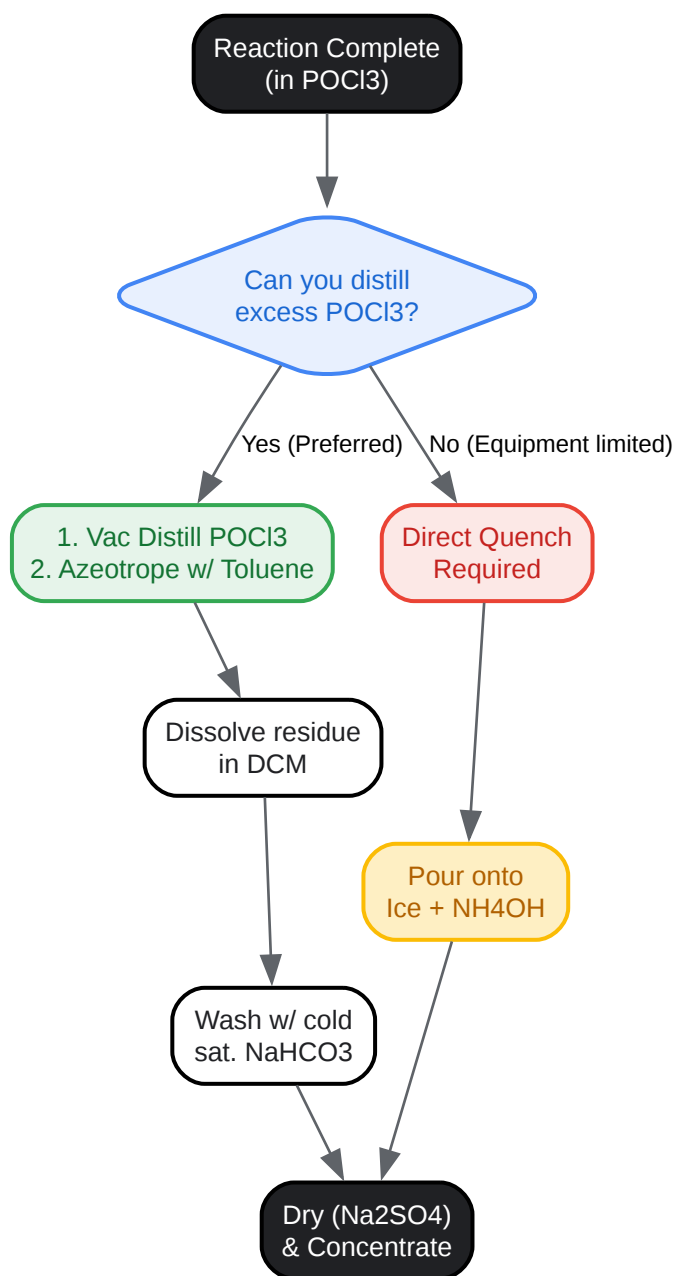 Reaction Complete
(in POCl3)
Can you distill
excess POCl3?
Yes (Preferred)
No (Equipment limited)
1. Vac Distill POCl3
2. Azeotrope w/ Toluene
Direct Quench
Required
Dissolve residue
in DCM
Pour onto
Ice + NH4OH
Wash w/ cold
sat. NaHCO3
Dry (Na2SO4)
& Concentrate